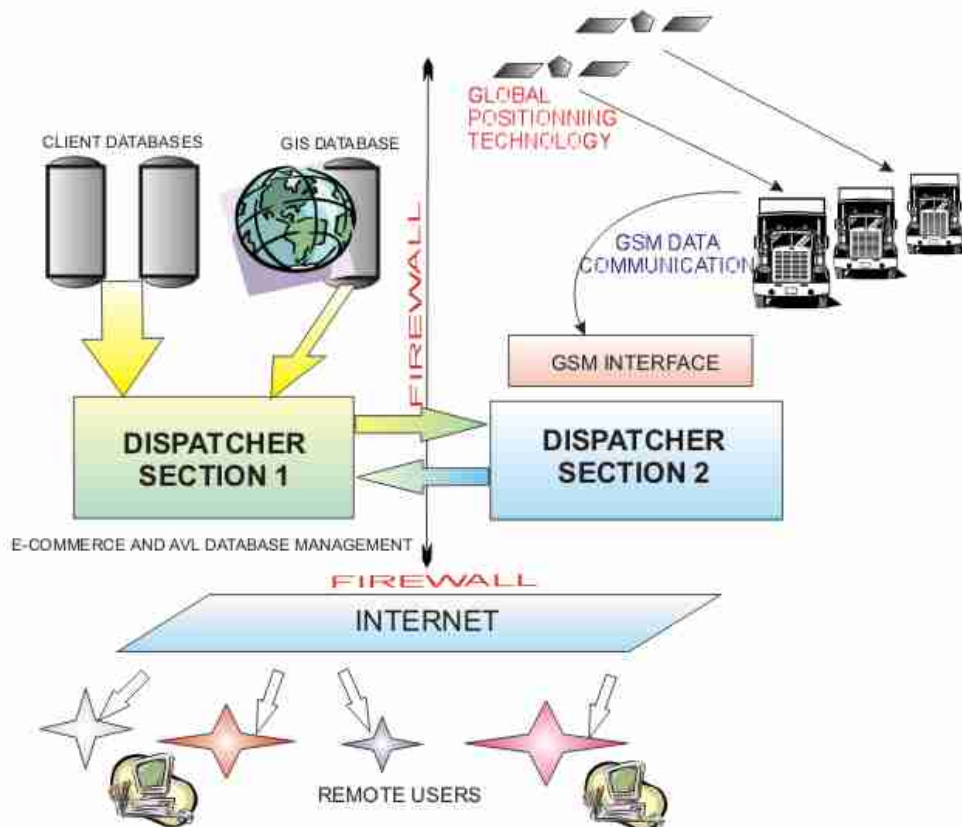 GLOBAL
POSITIONNING
TECHNOLOGY
CLIENT DATABASES
GIS DATABASE
FIREWALL
GSM DATA
COMMUNICATION
GSM INTERFACE
DISPATCHER
SECTION 1
DISPATCHER
SECTION 2
E-COMMERCE AND AVL DATABASE MANAGEMENT
FIREWALL
INTERNET
REMOTE USERS